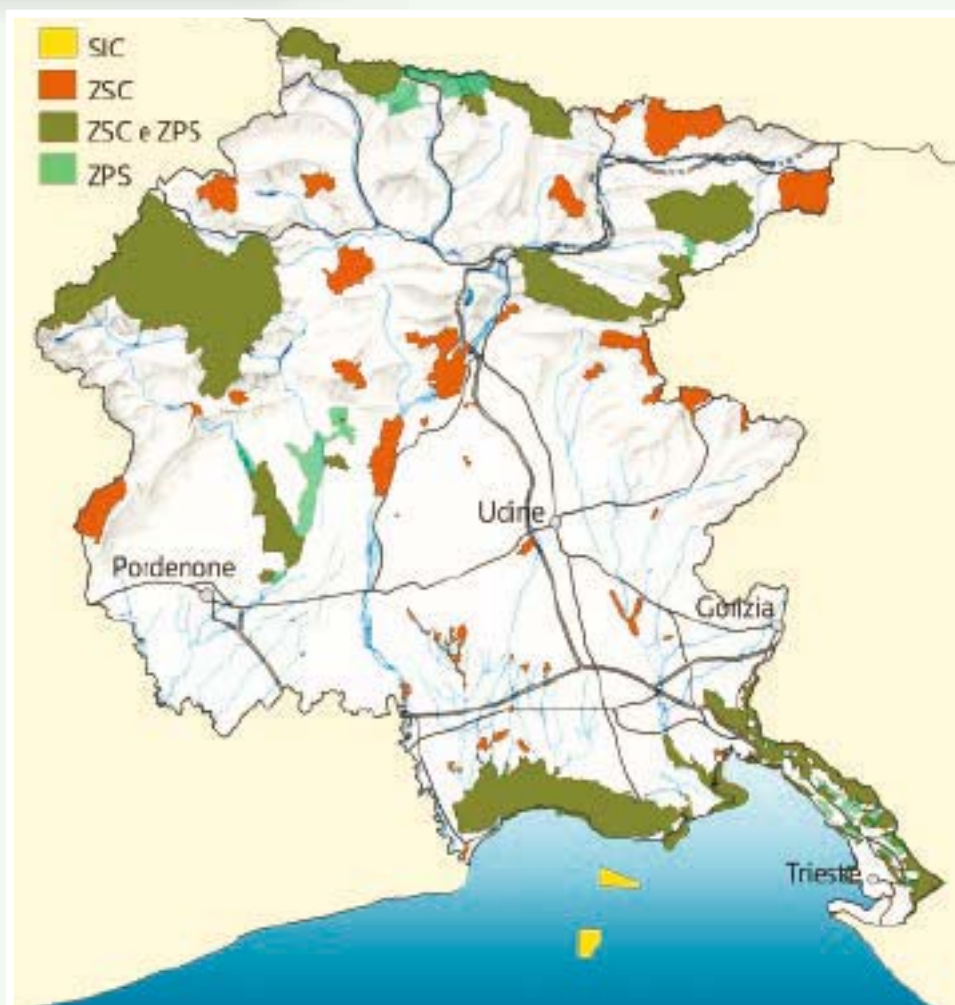 SIC
ZSC
ZSC e ZPS
ZPS
Udine
Pordenone
Gorizia
Trieste